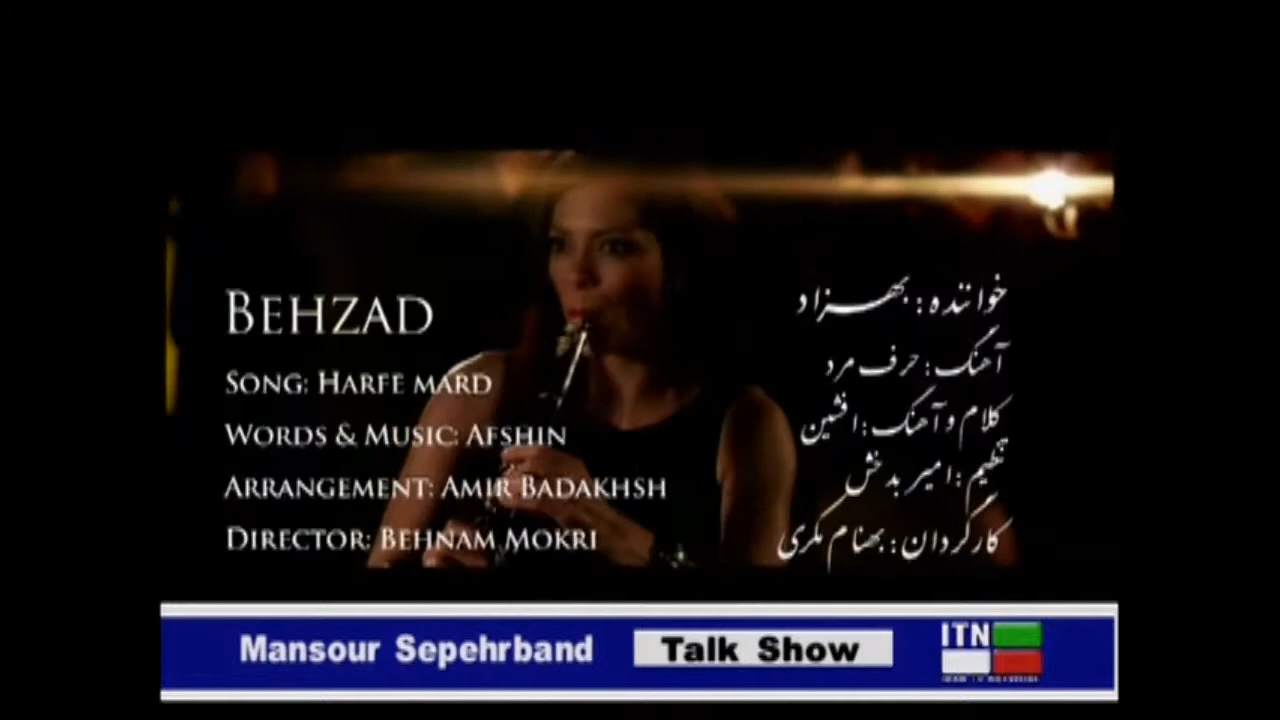 BEHZAD
SONG: HARFE MARD
WORDS & MUSIC: AFSHIN
ARRANGEMENT: AMIR BADAKHSH
DIRECTOR: BEHNAM MOKRI
خواننده : بهزاد
آهنگ : حرف مرد
کلام و آهنگ : افشین
تنظیم : امیر بدخش
کارگردان : بهنام مکری
Mansour Sepehrband Talk Show
ITN